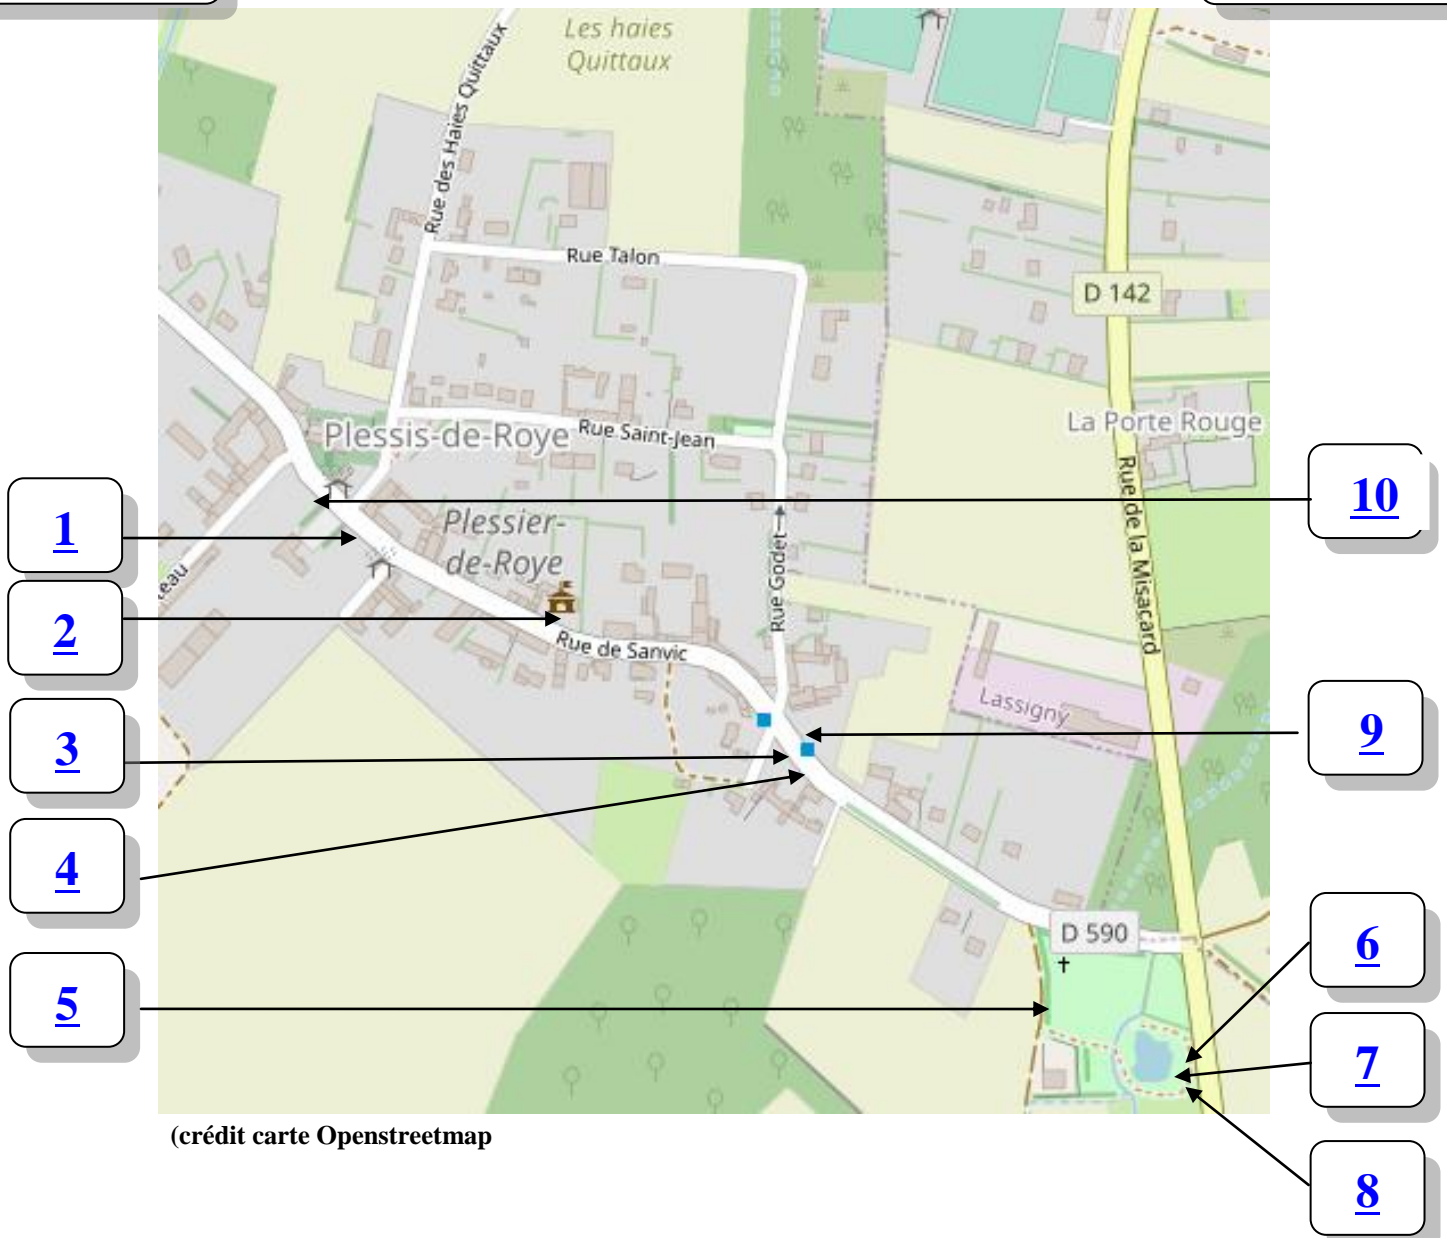 Les haies
Quittaux
Rue des Haies Quittaux
Rue Talon
D 142
La Porte Rouge
Plessis-de-Roye
Rue Saint-Jean
10
1
Plessier-
de-Roye
Rue Godet
Rue de la Misacard
eau
2
Rue de Sanvic
Lassigny
9
3
4
D 590
6
5
7
(crédit carte Openstreetmap
8